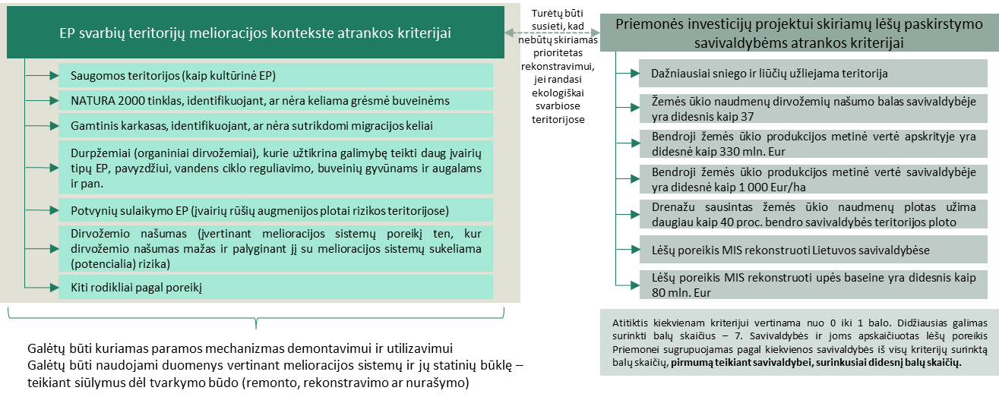 EP svarbių teritorijų melioracijos kontekste atrankos kriterijai
Saugomos teritorijos (kaip kultūrinė EP)
NATURA 2000 tinklas, identifikuojant, ar nėra keliama grėsmė buveinėms
Gamtinis karkasas, identifikuojant, ar nėra sutrikdomi migracijos keliai
Durpžemiai (organiniai dirvožemiai), kurie užtikrina galimybę teikti daug įvairių
tipų EP, pavyzdžiui, vandens ciklo reguliavimo, buveinių gyvūnams ir augalams
ir pan.
Potvynių sulaikymo EP (įvairių rūšių augmenijos plotai rizikos teritorijose)
Dirvožemio našumas (įvertinant melioracijos sistemų poreikį ten, kur
dirvožemio našumas mažas ir palyginant jį su melioracijos sistemų sukeliama
(potencialia) rizika)
Kiti rodikliai pagal poreikį
Galėtų būti kuriamas paramos mechanizmas demontavimui ir utilizavimui
Galėtų būti naudojami duomenys vertinant melioracijos sistemų ir jų statinių būklę –
teikiant siūlymus dėl tvarkymo būdo (remonto, rekonstravimo ar nurašymo)
Turėtų būti
susieti, kad
nebūtų skiriamas
prioritetas
rekonstravimui,
jei randasi
ekologiškai
svarbiose
teritorijose
Priemonės investicijų projektui skiriamų lėšų paskirstymo
savivaldybėms atrankos kriterijai
Dažniausiai sniego ir liūčių užliejama teritorija
Žemės ūkio naudmenų dirvožemių našumo balas savivaldybėje
yra didesnis kaip 37
Bendroji žemės ūkio produkcijos metinė vertė apskrityje yra
didesnė kaip 330 mln. Eur
Bendroji žemės ūkio produkcijos metinė vertė savivaldybėje
yra didesnė kaip 1 000 Eur/ha
Drenažu sausintas žemės ūkio naudmenų plotas užima
daugiau kaip 40 proc. bendro savivaldybės teritorijos ploto
Lėšų poreikis MIS rekonstruoti Lietuvos savivaldybėse
Lėšų poreikis MIS rekonstruoti upės baseine yra didesnis kaip
80 mln. Eur
Atitiktis kiekvienam kriterijui vertinama nuo 0 iki 1 balo. Didžiausias galimas
surinkti balų skaičius – 7. Savivaldybės ir joms apskaičiuotas lėšų poreikis
Priemonei sugrupuojamas pagal kiekvienos savivaldybės iš visų kriterijų surinktą
balų skaičių, pirmumą teikiant savivaldybei, surinkusiai didesnį balų skaičių.